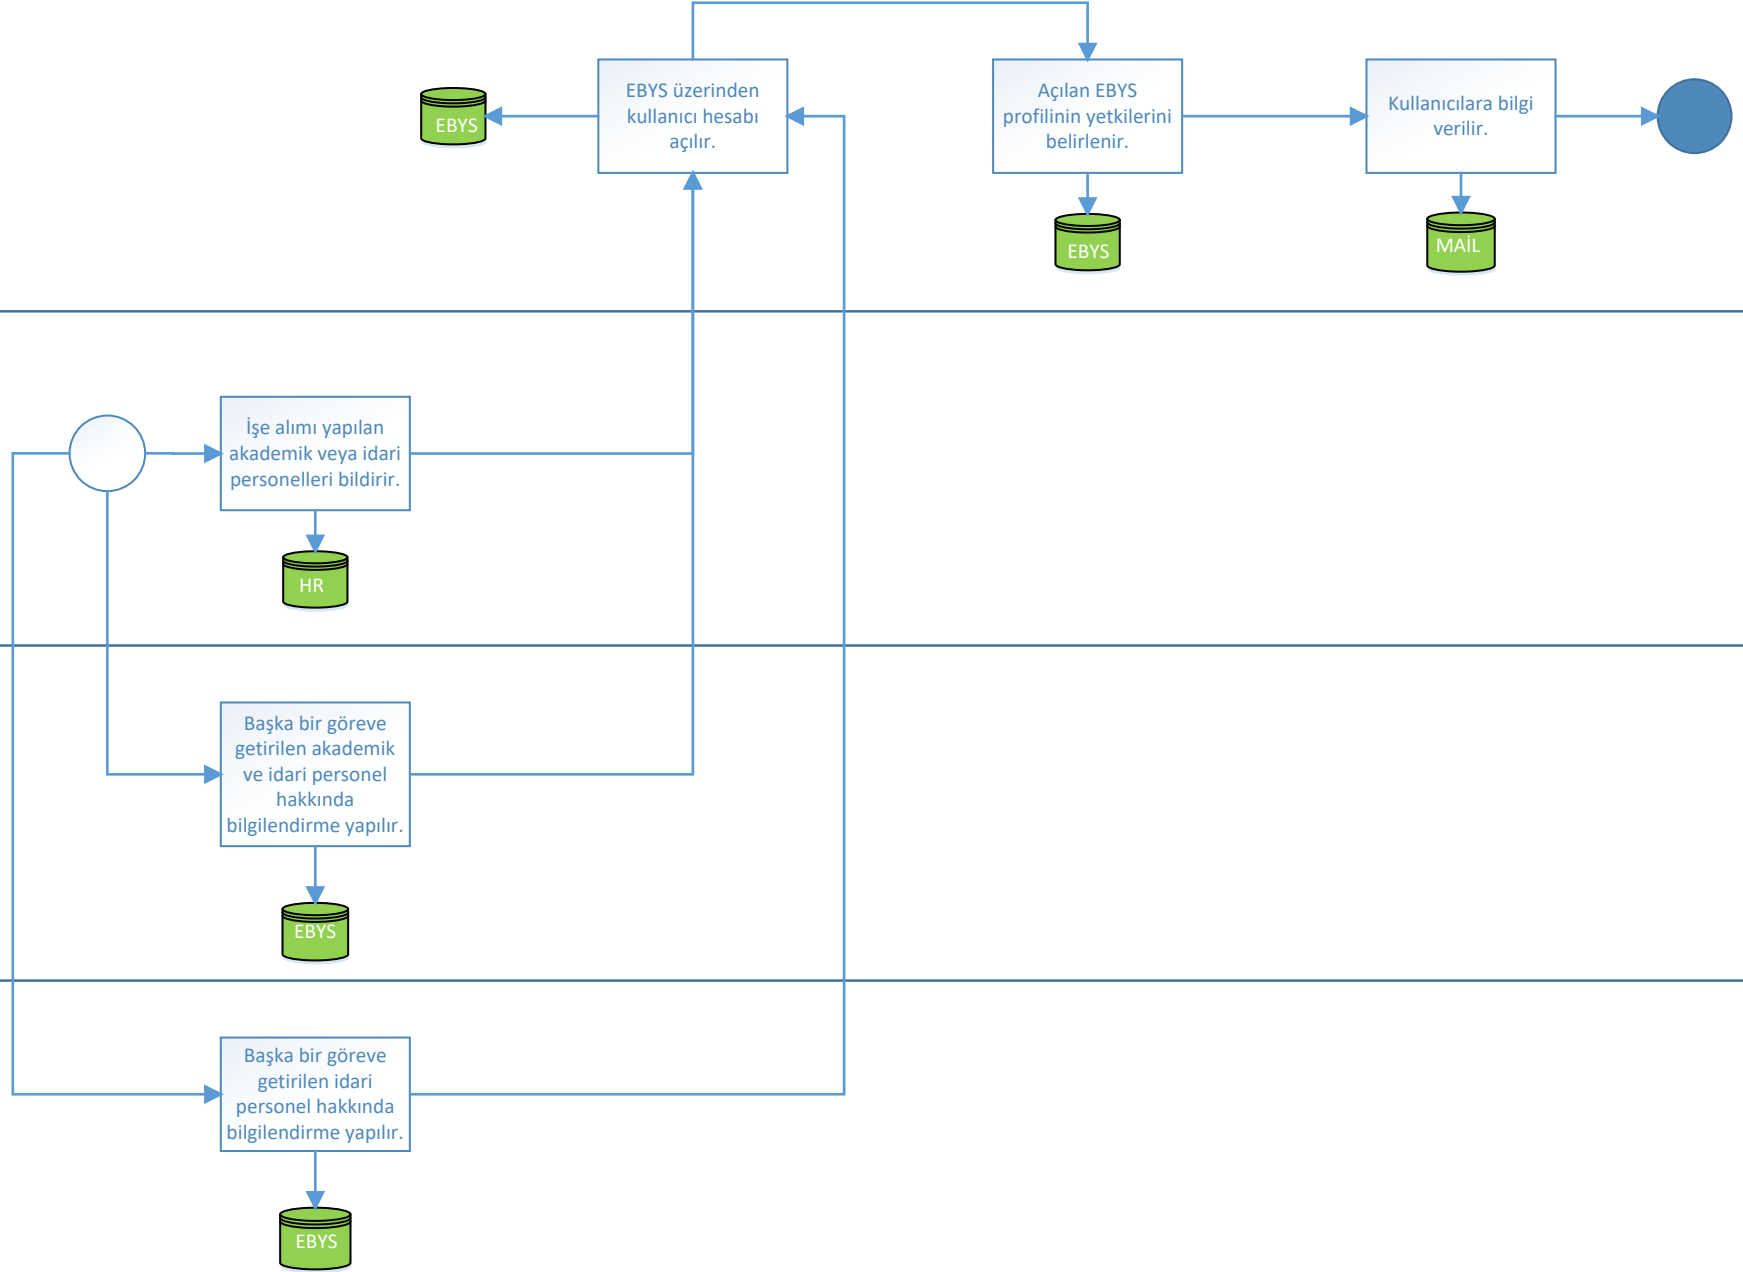 EBYS
EBYS üzerinden
kullanıcı hesabı
açılır.
Açılan EBYS
profilinin yetkilerini
belirlenir.
Kullanıcılara bilgi
verilir.
EBYS
MAİL
İşe alımı yapılan
akademik veya idari
personelleri bildirir.
HR
Başka bir göreve
getirilen akademik
ve idari personel
hakkında
bilgilendirme yapılır.
EBYS
Başka bir göreve
getirilen idari
personel hakkında
bilgilendirme yapılır.
EBYS